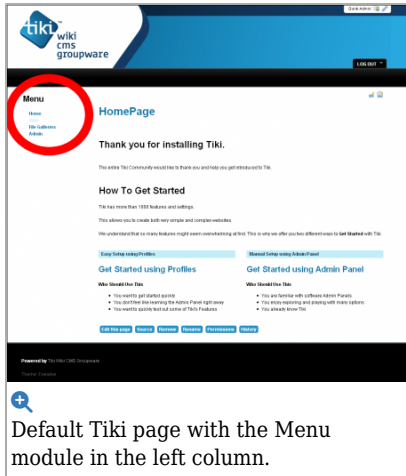 Quick Admin
tiki
wiki
cms
groupware
LOG OUT
Menu
Home
File Galleries
Admin
HomePage
Thank you for installing Tiki.
The entire Tiki Community would like to thank you and help you get introduced to Tiki.
How To Get Started
Tiki has more than 1000 features and settings.
This allows you to create both very simple and complex websites.
We understand that so many features might seem overwhelming at first. This is why we offer you two different ways to Get Started with Tiki.
Easy Setup using Profiles
Get Started using Profiles
Who Should Use This
You want to get started quickly
You don't feel like learning the Admin Panel right away
You want to quickly test out some of Tiki's Features
Manual Setup using Admin Panel
Get Started using Admin Panel
Who Should Use This
You are familiar with software Admin Panels
You enjoy exploring and playing with many options
You already know Tiki
Edit this page Source Remove Rename Permissions History
Powered by Tiki Wiki CMS Groupware
Default Tiki page with the Menu
module in the left column.